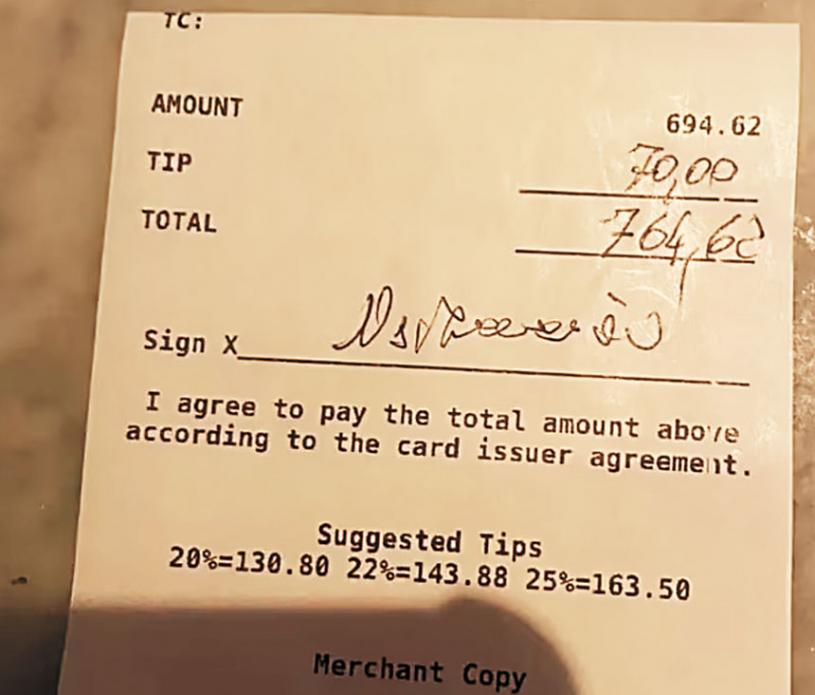 TC:
AMOUNT 694.62
TIP 70,00
TOTAL 764,62
Sign X
I agree to pay the total amount above
according to the card issuer agreement.
Suggested Tips
20%=130.80 22%=143.88 25%=163.50
Merchant Copy